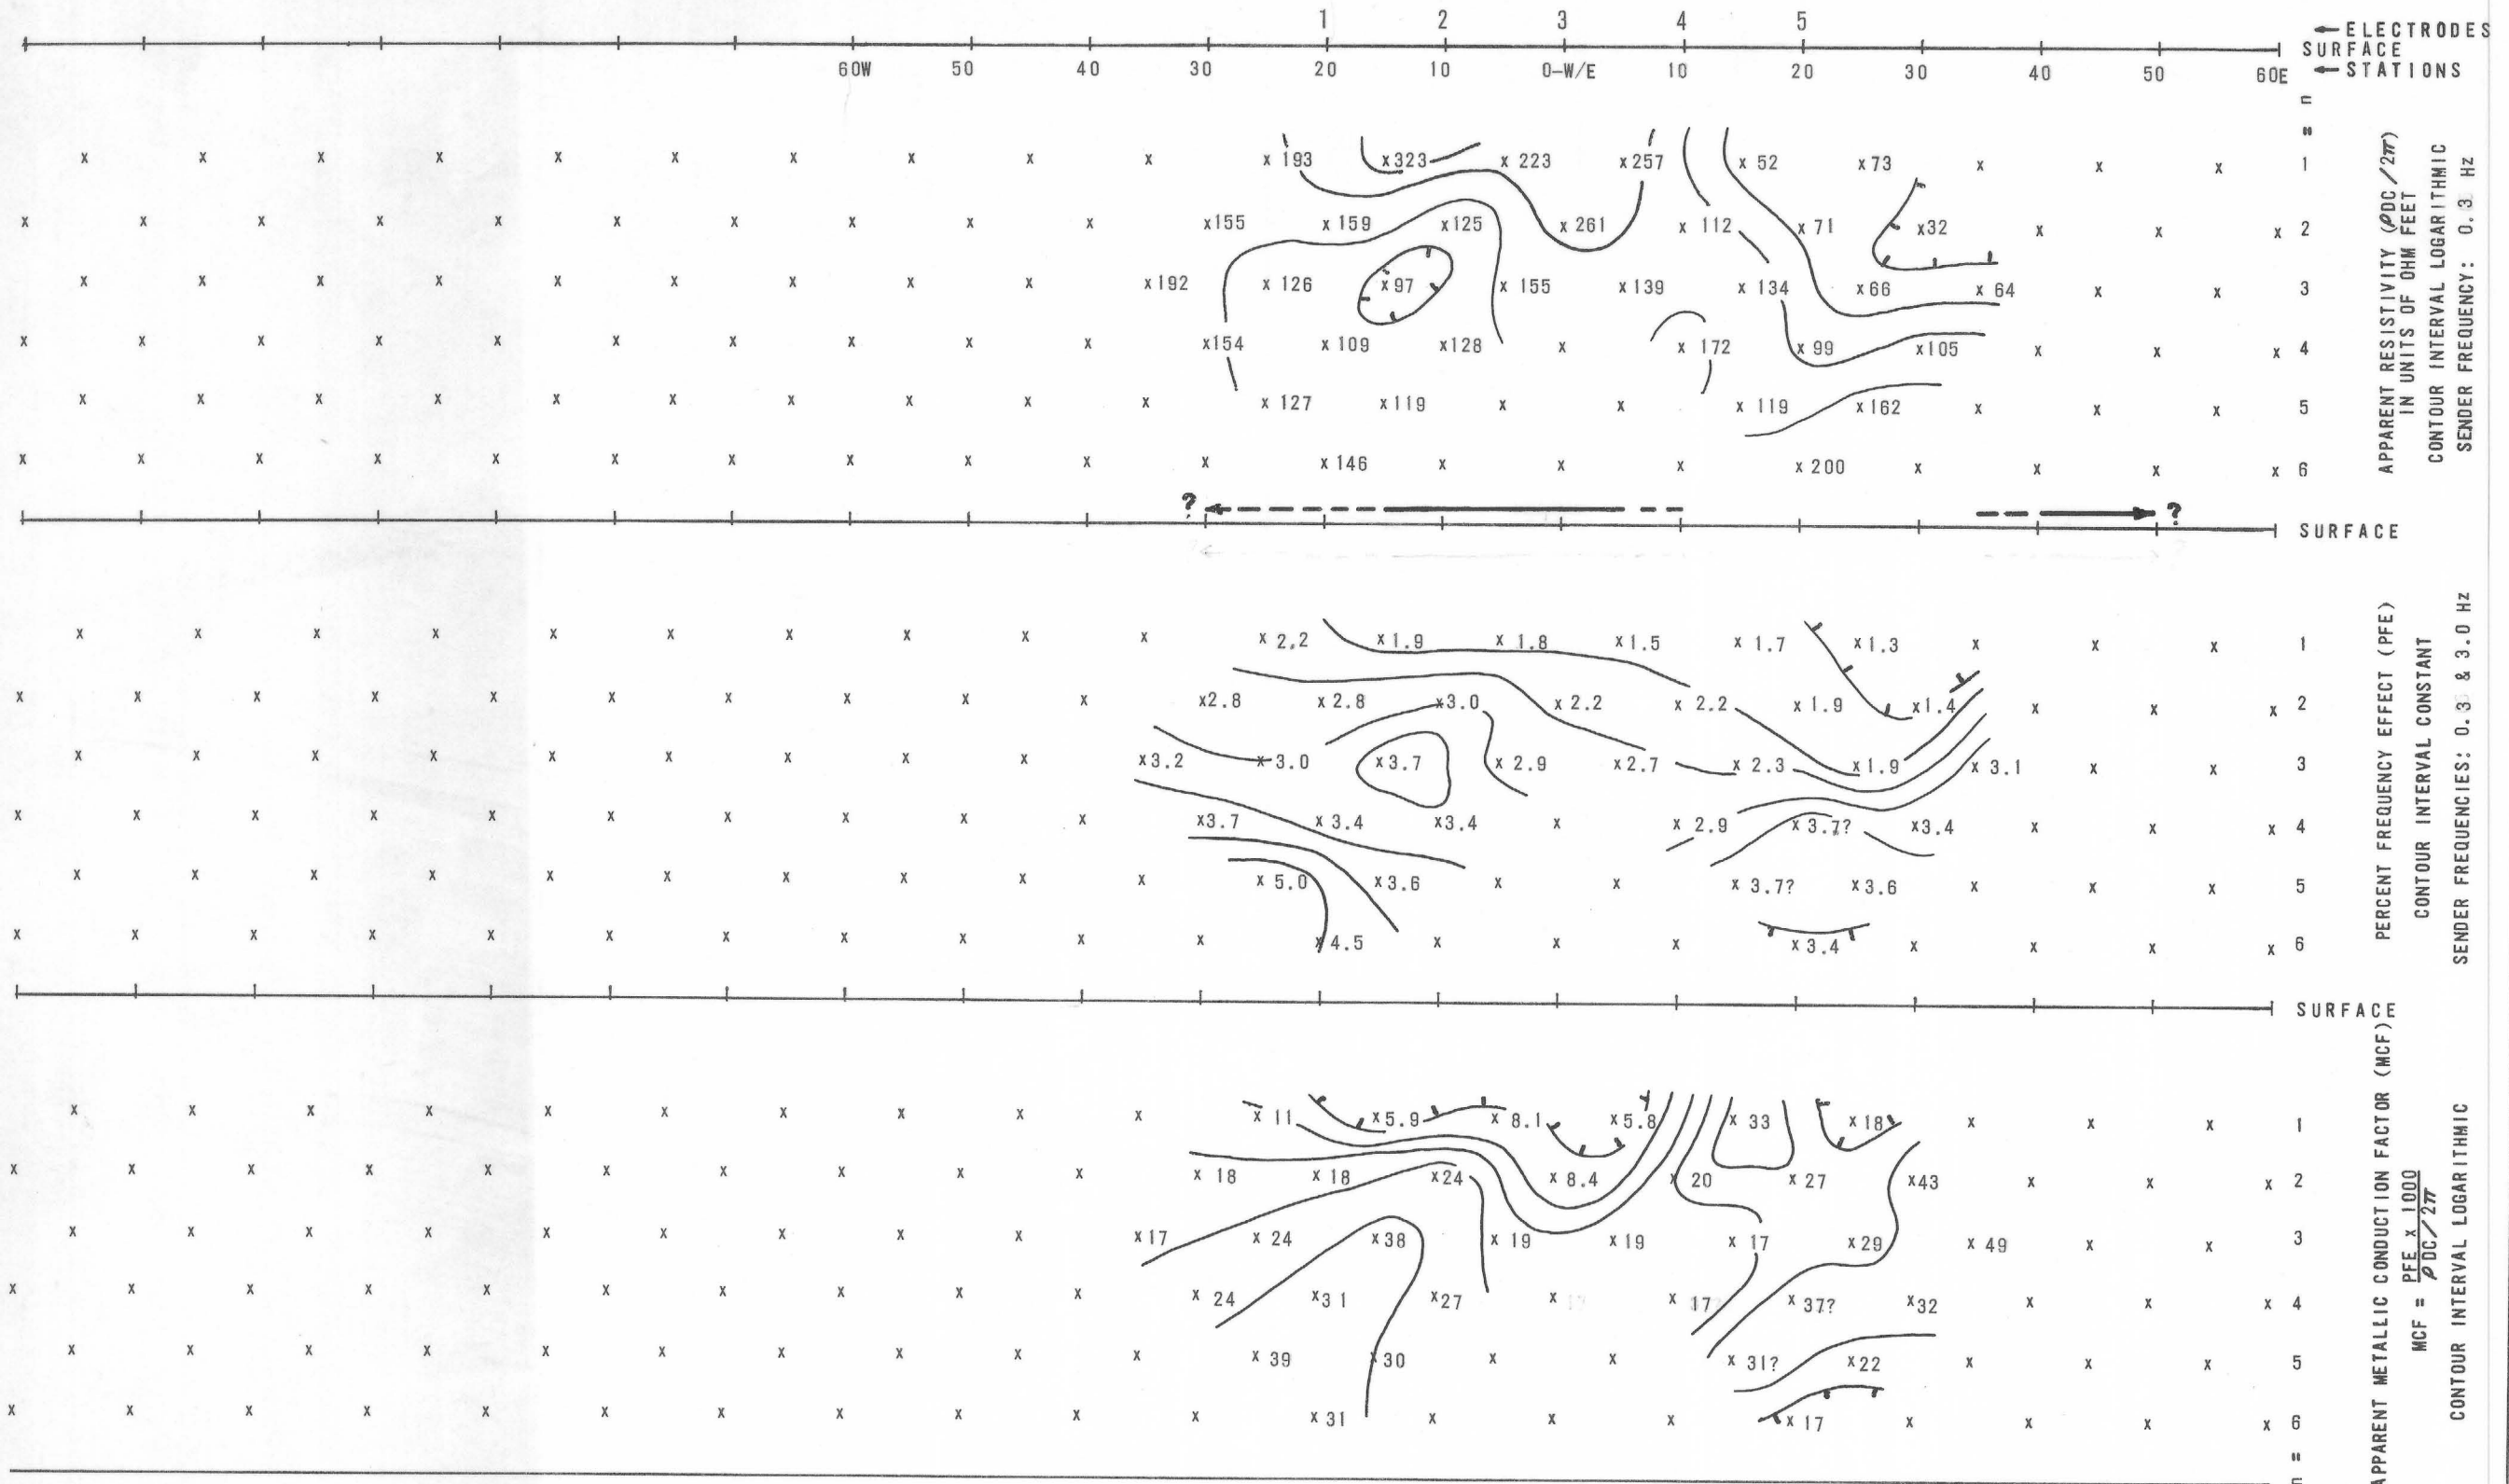 1 2 3 4 5
← ELECTRODES
SURFACE
60W 50 40 30 20 10 0-W/E 10 20 30 40 50 60E ← STATIONS
n =
x 193 x 323 x 223 x 257 x 52 x 73 1
x 155 x 159 x 125 x 261 x 112 x 71 x 32 2
x 192 x 126 x 97 x 155 x 139 x 134 x 66 x 64 3
x 154 x 109 x 128 x 172 x 99 x 105 4
x 127 x 119 x 119 x 162 5
x 146 x 200 6
APPARENT RESISTIVITY (ρDC/2π)
IN UNITS OF OHM FEET
CONTOUR INTERVAL LOGARITHMIC
SENDER FREQUENCY: 0.3 Hz
? ?
SURFACE
x 2.2 x 1.9 x 1.8 x 1.5 x 1.7 x 1.3 1
x 2.8 x 2.8 x 3.0 x 2.2 x 2.2 x 1.9 x 1.4 2
x 3.2 x 3.0 x 3.7 x 2.9 x 2.7 x 2.3 x 1.9 x 3.1 3
x 3.7 x 3.4 x 3.4 x 2.9 x 3.7? x 3.4 4
x 5.0 x 3.6 x 3.7? x 3.6 5
x 4.5 x 3.4 6
PERCENT FREQUENCY EFFECT (PFE)
CONTOUR INTERVAL CONSTANT
SENDER FREQUENCIES: 0.3 & 3.0 Hz
SURFACE
x 11 x 5.9 x 8.1 x 5.8 x 33 x 18 1
x 18 x 18 x 24 x 8.4 x 20 x 27 x 43 2
x 17 x 24 x 38 x 19 x 19 x 17 x 29 x 49 3
x 24 x 31 x 27 x 17 x 37? x 32 4
x 39 x 30 x 31? x 22 5
x 31 x 17 6
n =
APPARENT METALLIC CONDUCTION FACTOR (MCF)
MCF = PFE x 1000
ρDC/2π
CONTOUR INTERVAL LOGARITHMIC